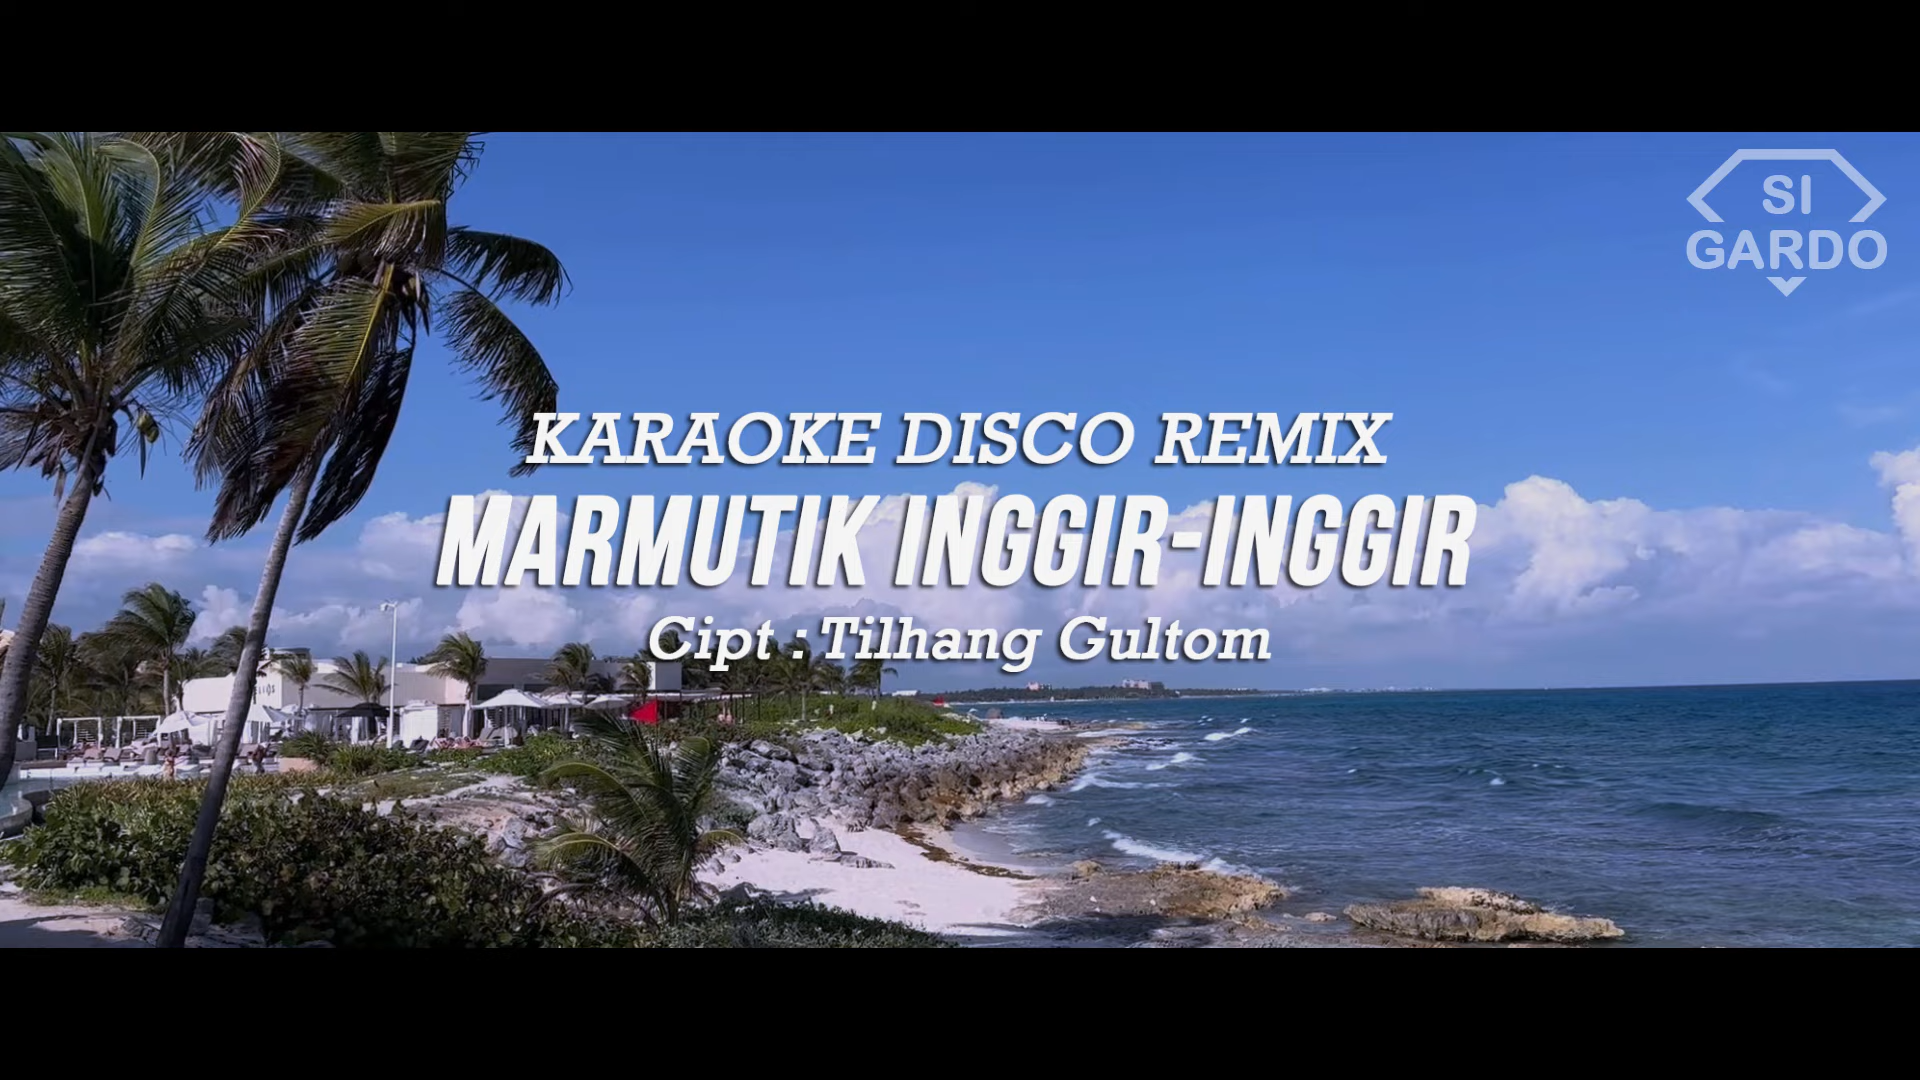 SI
GARDO
KARAOKE DISCO REMIX
MARMUTIK INGGIR-INGGIR
Cipt : Tilhang Gultom